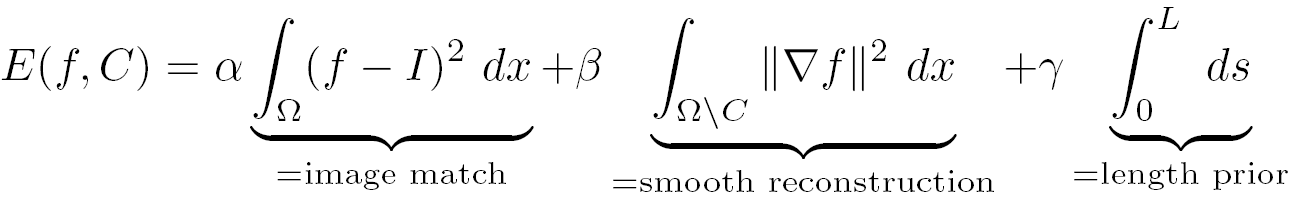 E(f, C) = α ∫_Ω (f − I)² dx + β ∫_{Ω\C} ‖∇f‖² dx + γ ∫_0^L ds
=image match =smooth reconstruction =length prior